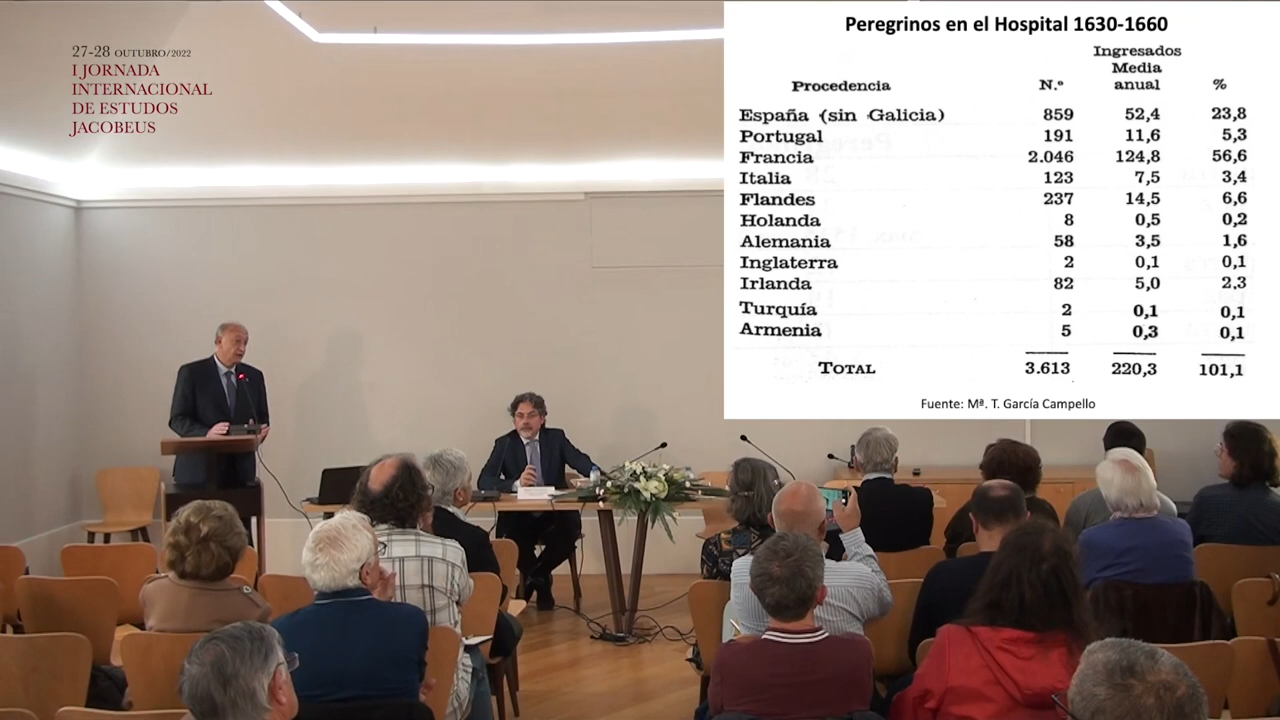 27-28 OUTUBRO/2022
I JORNADA
INTERNACIONAL
DE ESTUDOS
JACOBEUS
Peregrinos en el Hospital 1630-1660
Ingresados
Media
Procedencia N.º anual %
España (sin Galicia) 859 52,4 23,8
Portugal 191 11,6 5,3
Francia 2.046 124,8 56,6
Italia 123 7,5 3,4
Flandes 237 14,5 6,6
Holanda 8 0,5 0,2
Alemania 58 3,5 1,6
Inglaterra 2 0,1 0,1
Irlanda 82 5,0 2,3
Turquía 2 0,1 0,1
Armenia 5 0,3 0,1
TOTAL 3.613 220,3 101,1
Fuente: Mª. T. García Campello